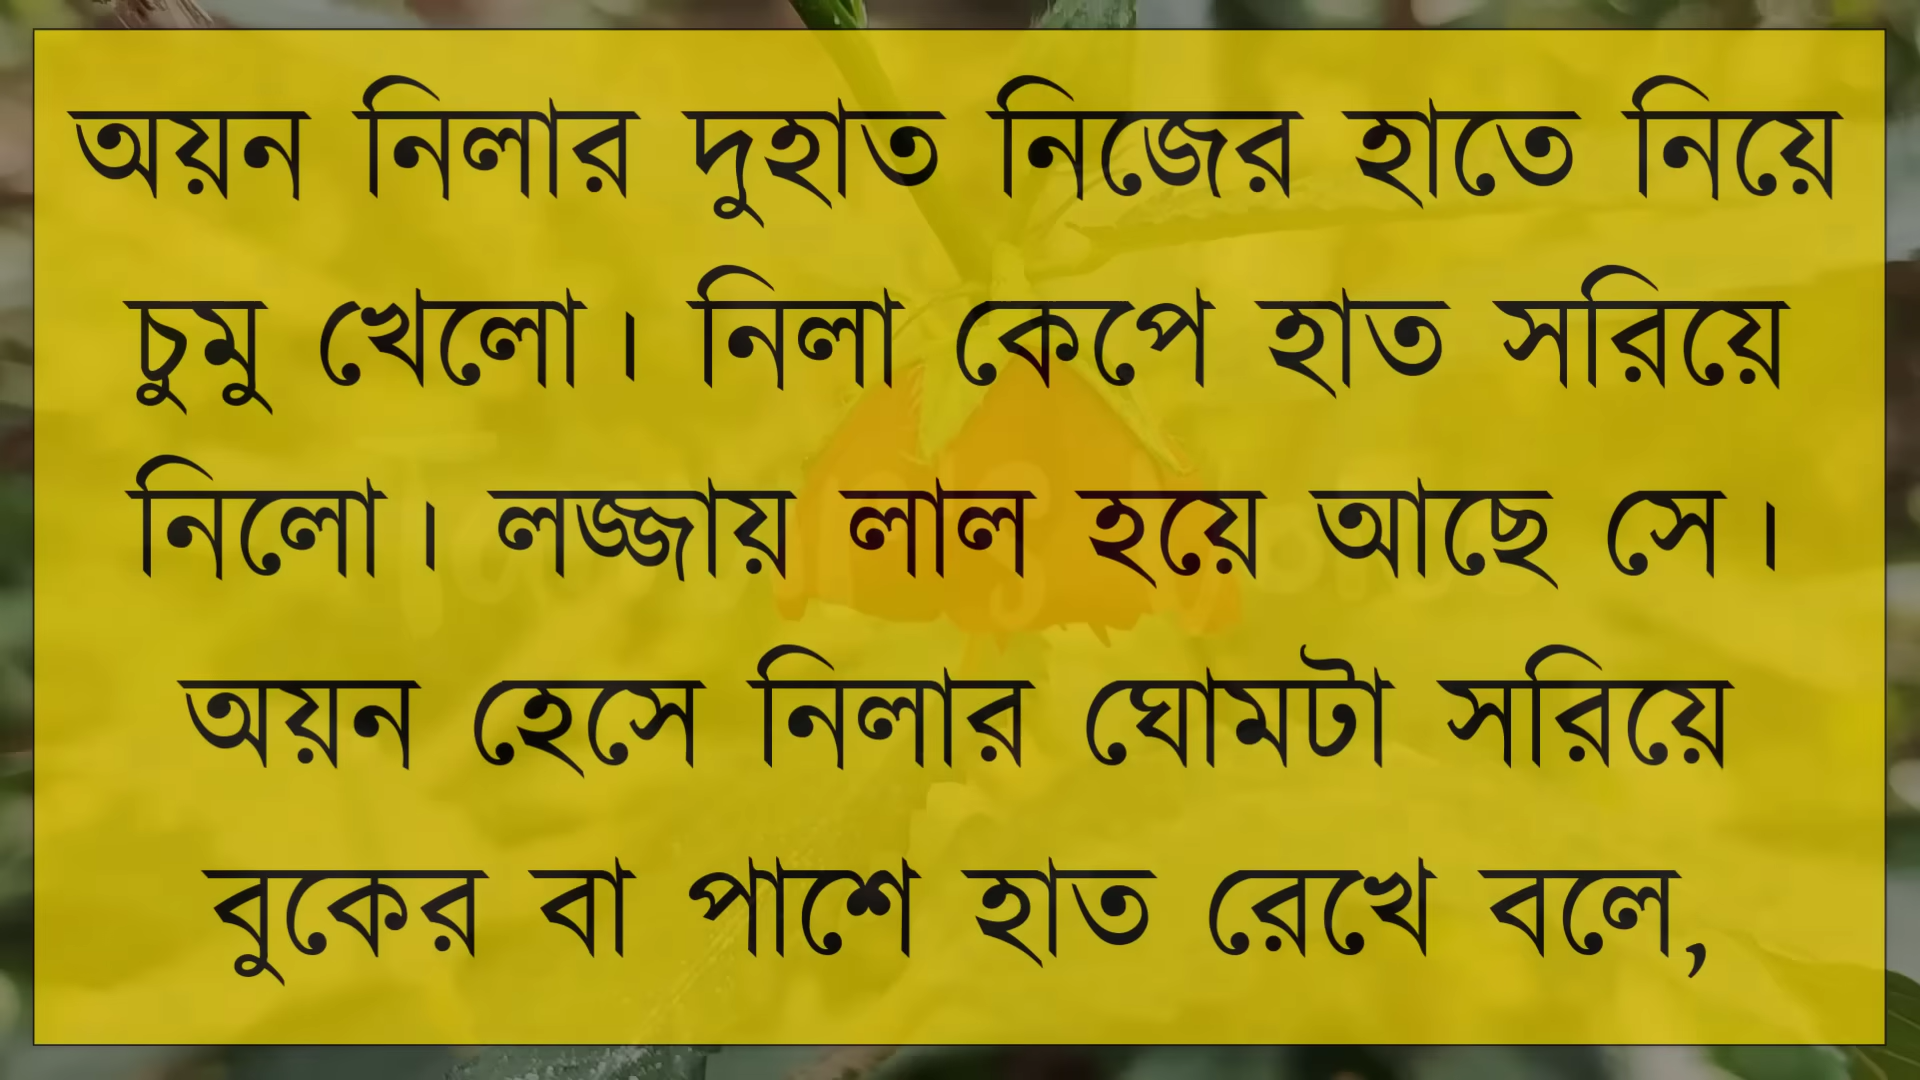 অয়ন নিলার দুহাত নিজের হাতে নিয়ে
চুমু খেলো। নিলা কেপে হাত সরিয়ে
নিলো। লজ্জায় লাল হয়ে আছে সে।
অয়ন হেসে নিলার ঘোমটা সরিয়ে
বুকের বা পাশে হাত রেখে বলে,